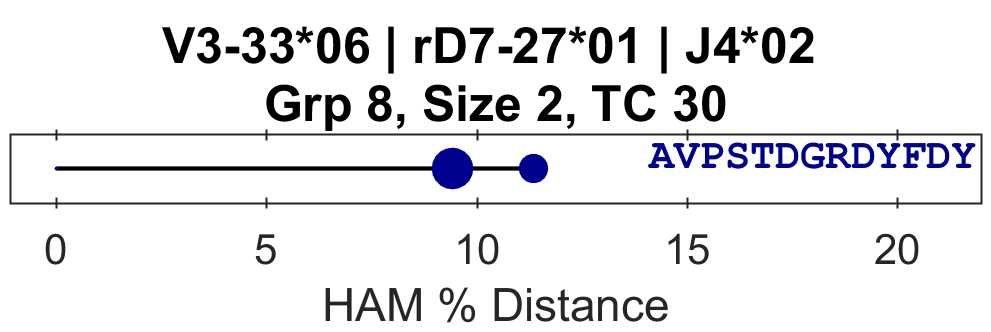 V3-33*06 | rD7-27*01 | J4*02
Grp 8, Size 2, TC 30
AVPSTDGRDYFDY
0 5 10 15 20
HAM % Distance